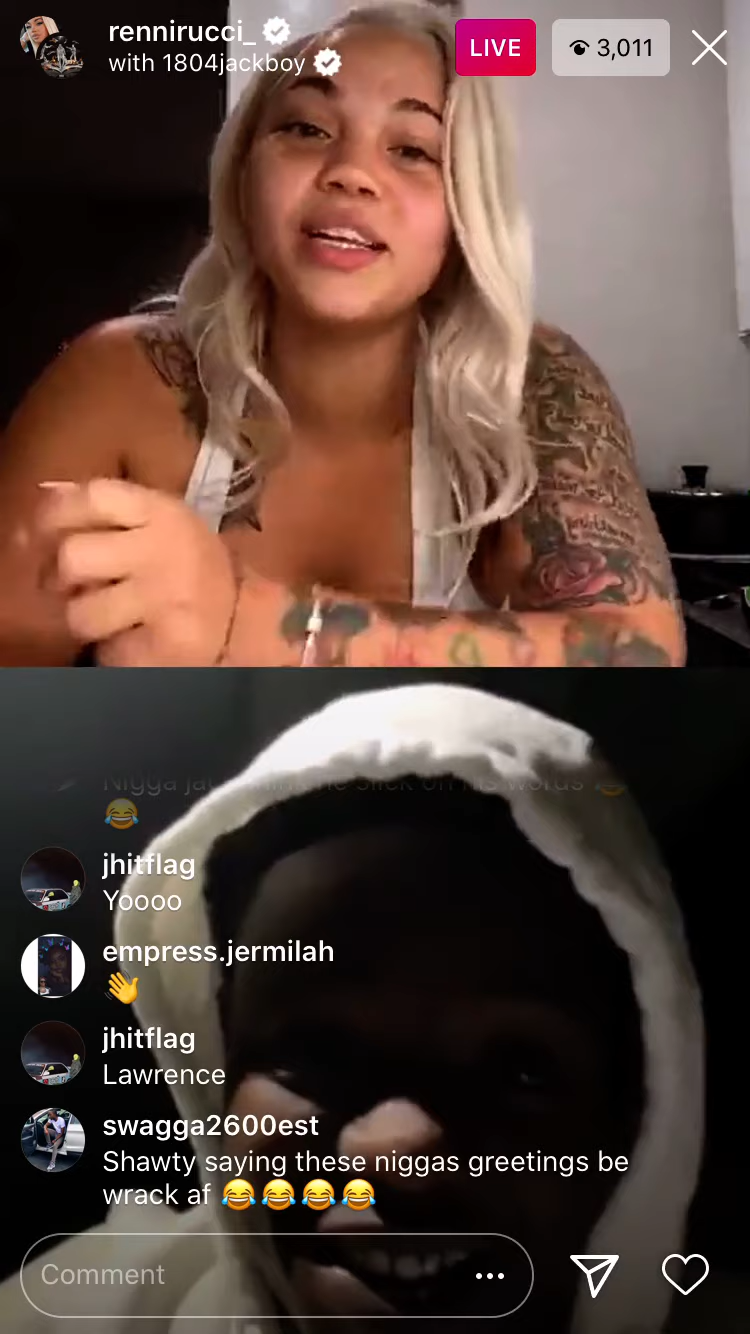 rennirucci_
LIVE
3,011
with 1804jackboy
jhitflag
Yoooo
empress.jermilah
👋
jhitflag
Lawrence
swagga2600est
Shawty saying these niggas greetings be
wrack af 😂😂😂😂
Comment